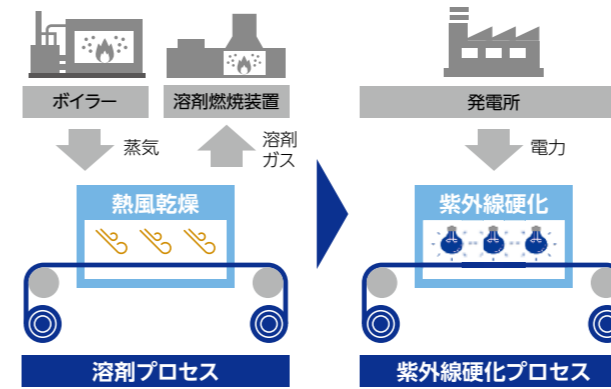 ボイラー
溶剤燃焼装置
蒸気
溶剤
ガス
熱風乾燥
溶剤プロセス
発電所
電力
紫外線硬化
紫外線硬化プロセス